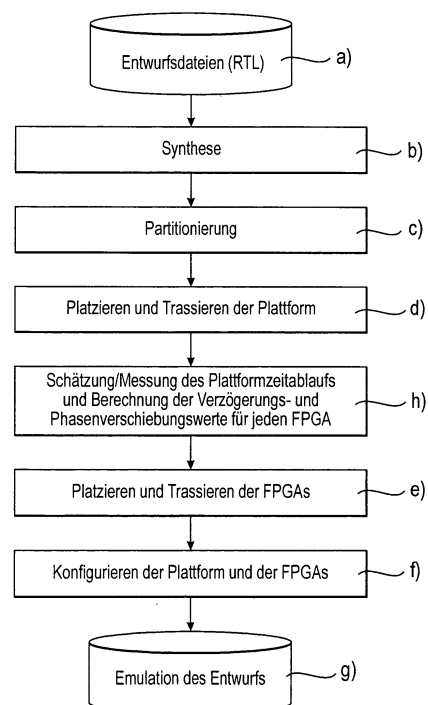 Entwurfsdateien (RTL)
a)
Synthese
b)
Partitionierung
c)
Platzieren und Trassieren der Plattform
d)
Schätzung/Messung des Plattformzeitablaufs
und Berechnung der Verzögerungs- und
Phasenverschiebungswerte für jeden FPGA
h)
Platzieren und Trassieren der FPGAs
e)
Konfigurieren der Plattform und der FPGAs
f)
Emulation des Entwurfs
g)